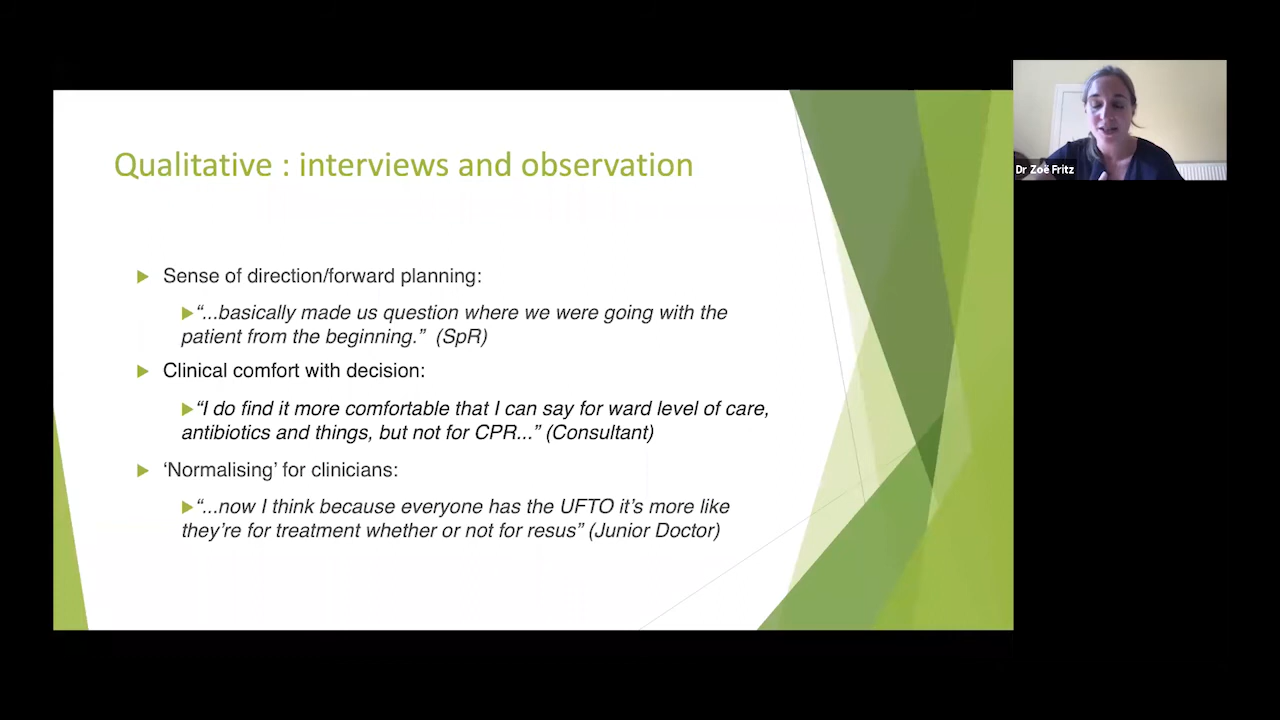 Qualitative : interviews and observation
Sense of direction/forward planning:
“...basically made us question where we were going with the
patient from the beginning.” (SpR)
Clinical comfort with decision:
“I do find it more comfortable that I can say for ward level of care,
antibiotics and things, but not for CPR...” (Consultant)
‘Normalising’ for clinicians:
“...now I think because everyone has the UFTO it’s more like
they’re for treatment whether or not for resus” (Junior Doctor)
Dr Zoë Fritz